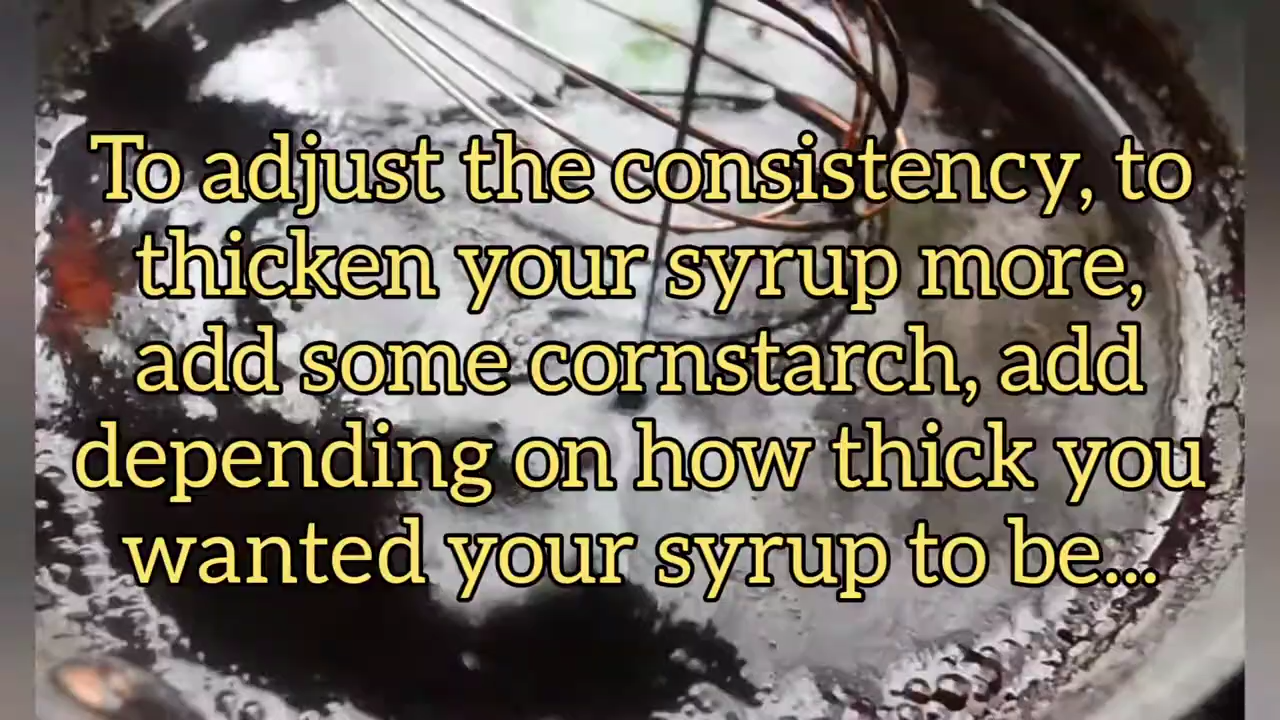 To adjust the consistency, to
thicken your syrup more,
add some cornstarch, add
depending on how thick you
wanted your syrup to be...